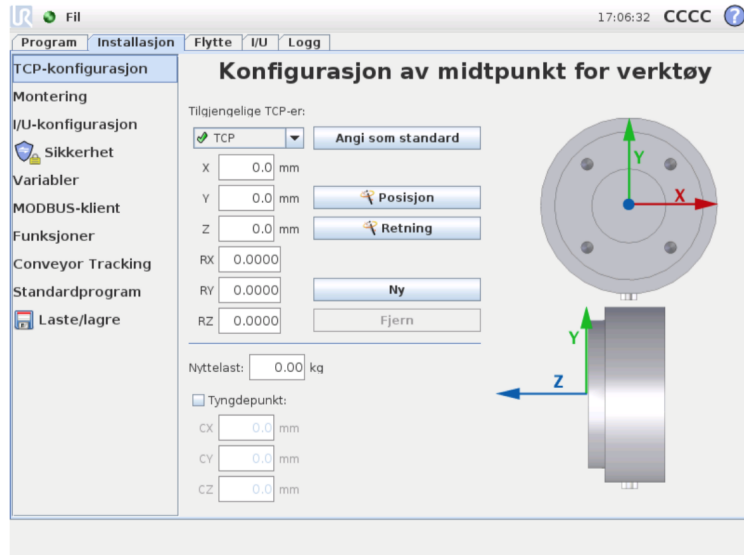 UR Fil 17:06:32 CCCC ?
Program Installasjon Flytte I/U Logg
TCP-konfigurasjon
Montering
I/U-konfigurasjon
Sikkerhet
Variabler
MODBUS-klient
Funksjoner
Conveyor Tracking
Standardprogram
Laste/lagre
Konfigurasjon av midtpunkt for verktøy
Tilgjengelige TCP-er:
TCP Angi som standard
X 0.0 mm
Y 0.0 mm Posisjon
Z 0.0 mm Retning
RX 0.0000
RY 0.0000 Ny
RZ 0.0000 Fjern
Nyttelast: 0.00 kg
Tyngdepunkt:
CX 0.0 mm
CY 0.0 mm
CZ 0.0 mm
Y
X
Y
Z